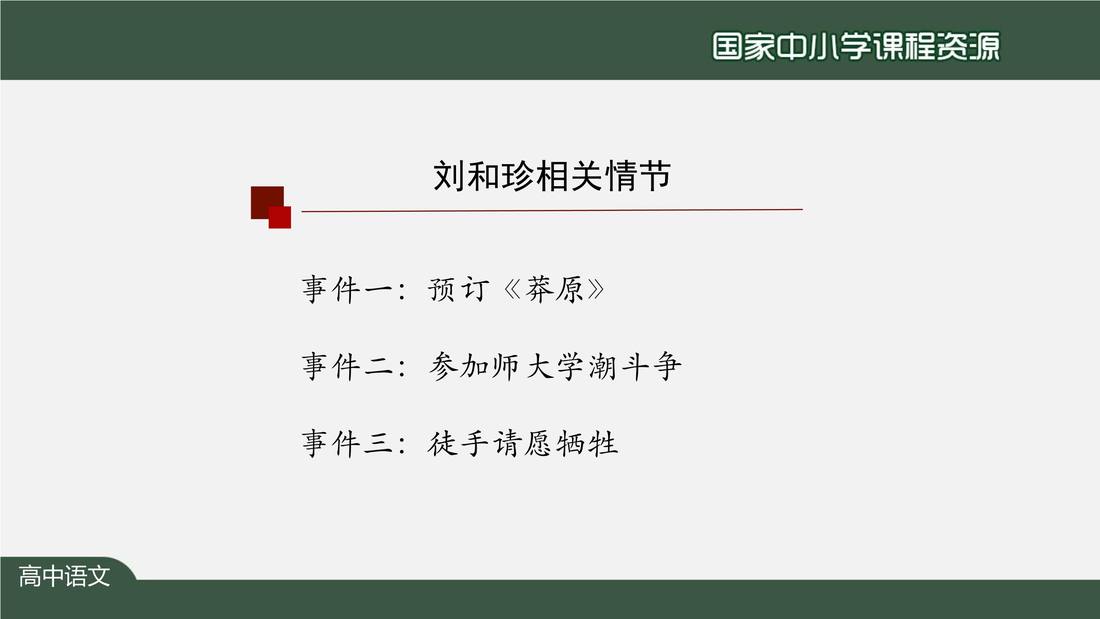 国家中小学课程资源
刘和珍相关情节
事件一：预订《莽原》
事件二：参加师大学潮斗争
事件三：徒手请愿牺牲
高中语文